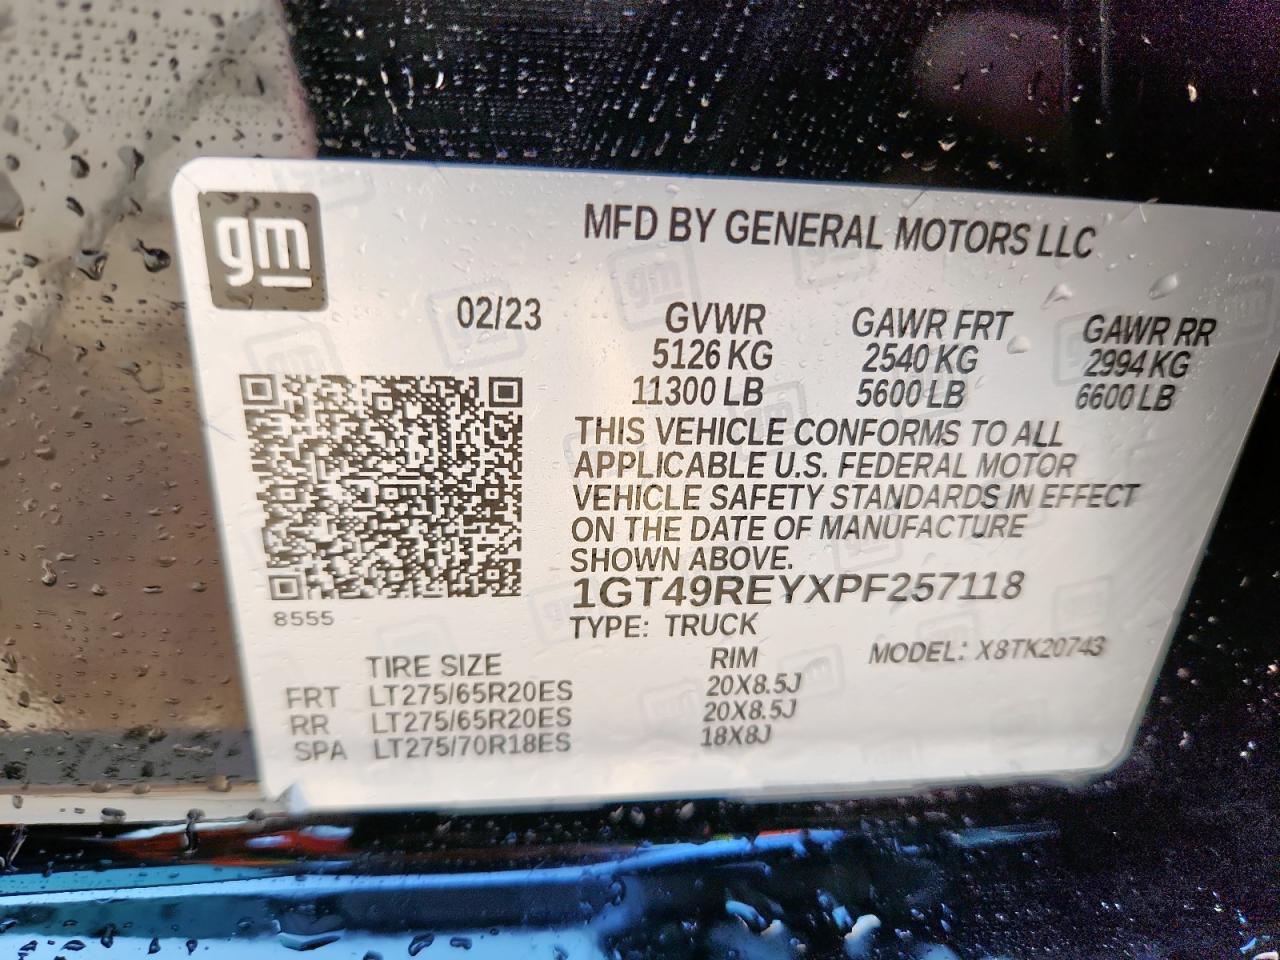 gm
MFD BY GENERAL MOTORS LLC
02/23 GVWR GAWR FRT GAWR RR
5126 KG 2540 KG 2994 KG
11300 LB 5600 LB 6600 LB
THIS VEHICLE CONFORMS TO ALL
APPLICABLE U.S. FEDERAL MOTOR
VEHICLE SAFETY STANDARDS IN EFFECT
ON THE DATE OF MANUFACTURE
SHOWN ABOVE.
1GT49REYXPF257118
8555
TYPE: TRUCK
MODEL: X8TK20743
TIRE SIZE RIM
FRT LT275/65R20ES 20X8.5J
RR LT275/65R20ES 20X8.5J
SPA LT275/70R18ES 18X8J